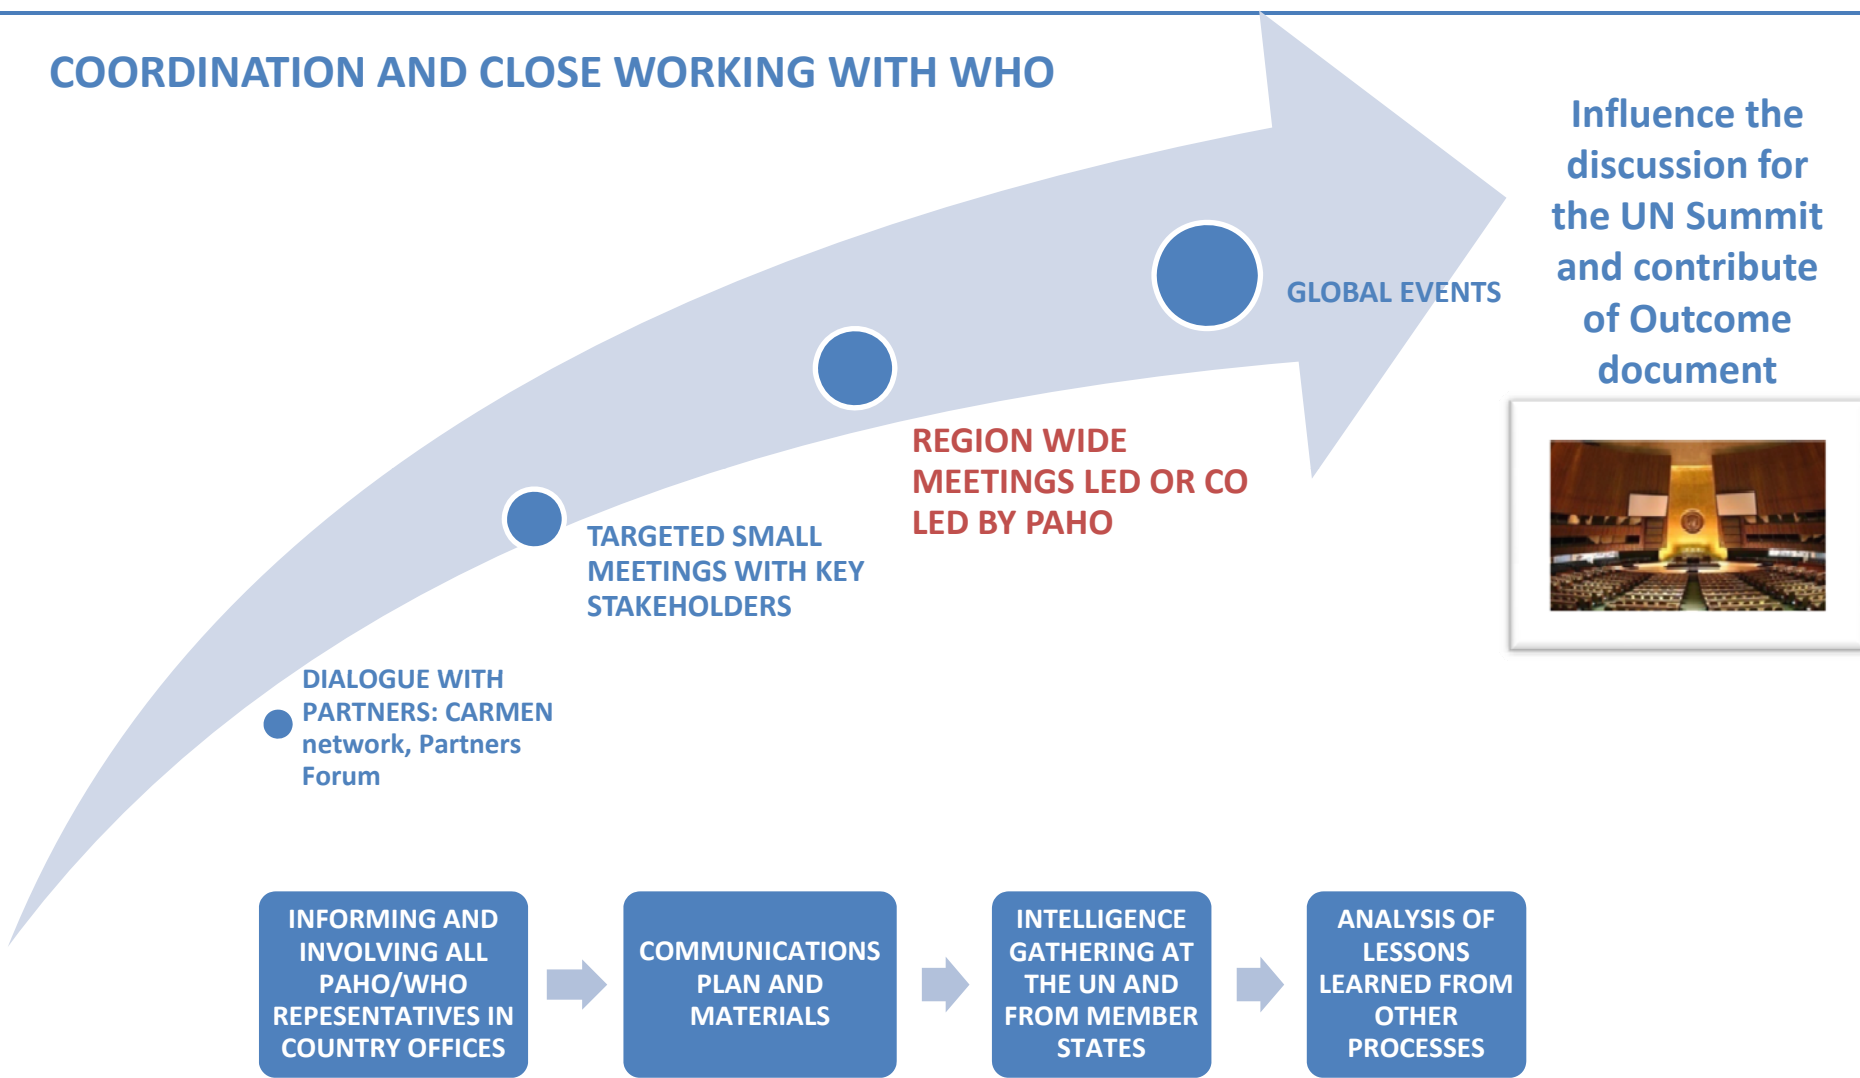 COORDINATION AND CLOSE WORKING WITH WHO
Influence the
discussion for
the UN Summit
and contribute
of Outcome
document
GLOBAL EVENTS
REGION WIDE
MEETINGS LED OR CO
LED BY PAHO
TARGETED SMALL
MEETINGS WITH KEY
STAKEHOLDERS
DIALOGUE WITH
PARTNERS: CARMEN
network, Partners
Forum
INFORMING AND
INVOLVING ALL
PAHO/WHO
REPESENTATIVES IN
COUNTRY OFFICES
COMMUNICATIONS
PLAN AND
MATERIALS
INTELLIGENCE
GATHERING AT
THE UN AND
FROM MEMBER
STATES
ANALYSIS OF
LESSONS
LEARNED FROM
OTHER
PROCESSES